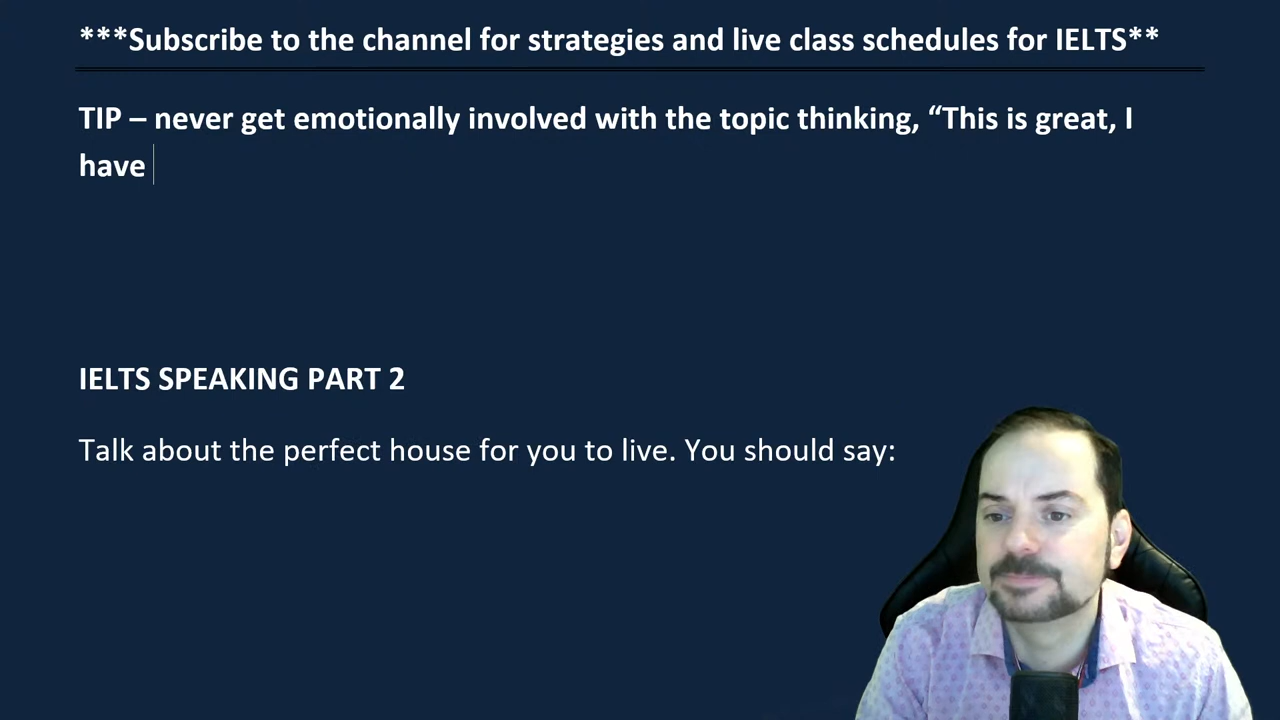 ***Subscribe to the channel for strategies and live class schedules for IELTS**
TIP – never get emotionally involved with the topic thinking, “This is great, I
have
IELTS SPEAKING PART 2
Talk about the perfect house for you to live. You should say: